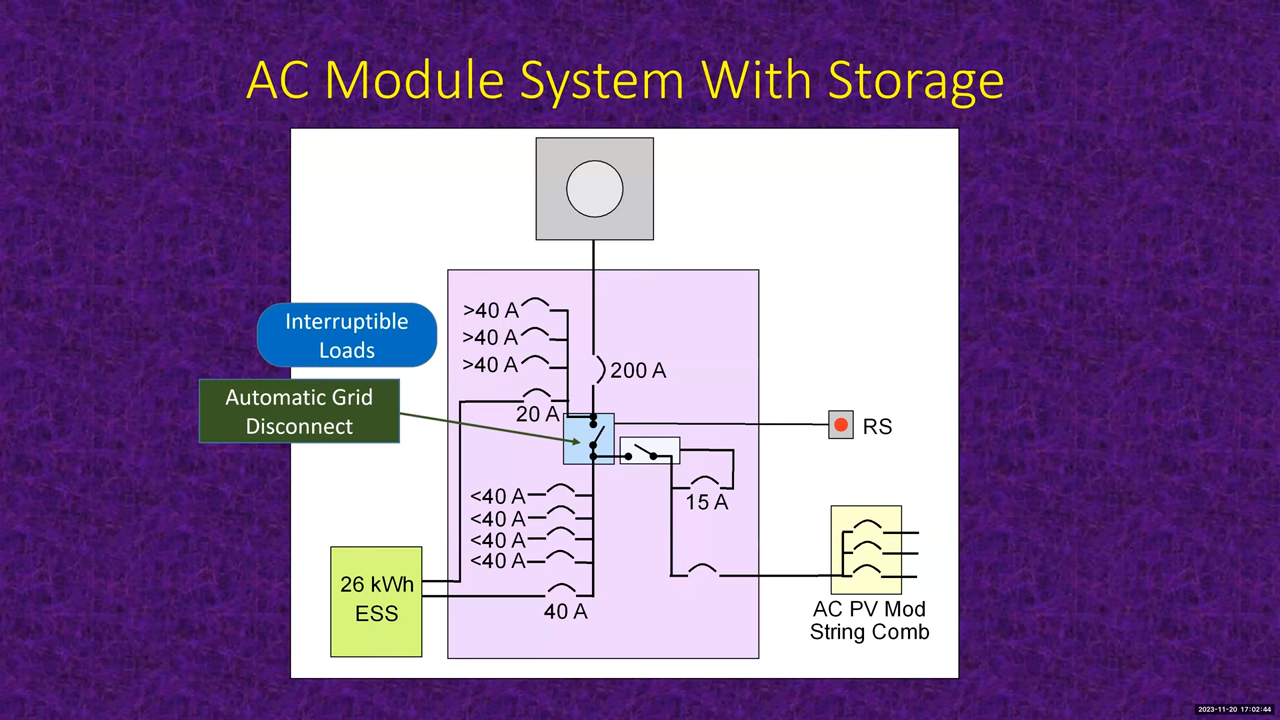 AC Module System With Storage
Interruptible
Loads
Automatic Grid
Disconnect
>40 A
>40 A
>40 A
20 A
200 A
RS
15 A
<40 A
<40 A
<40 A
<40 A
40 A
26 kWh
ESS
AC PV Mod
String Comb
2023-11-20 17:02:44